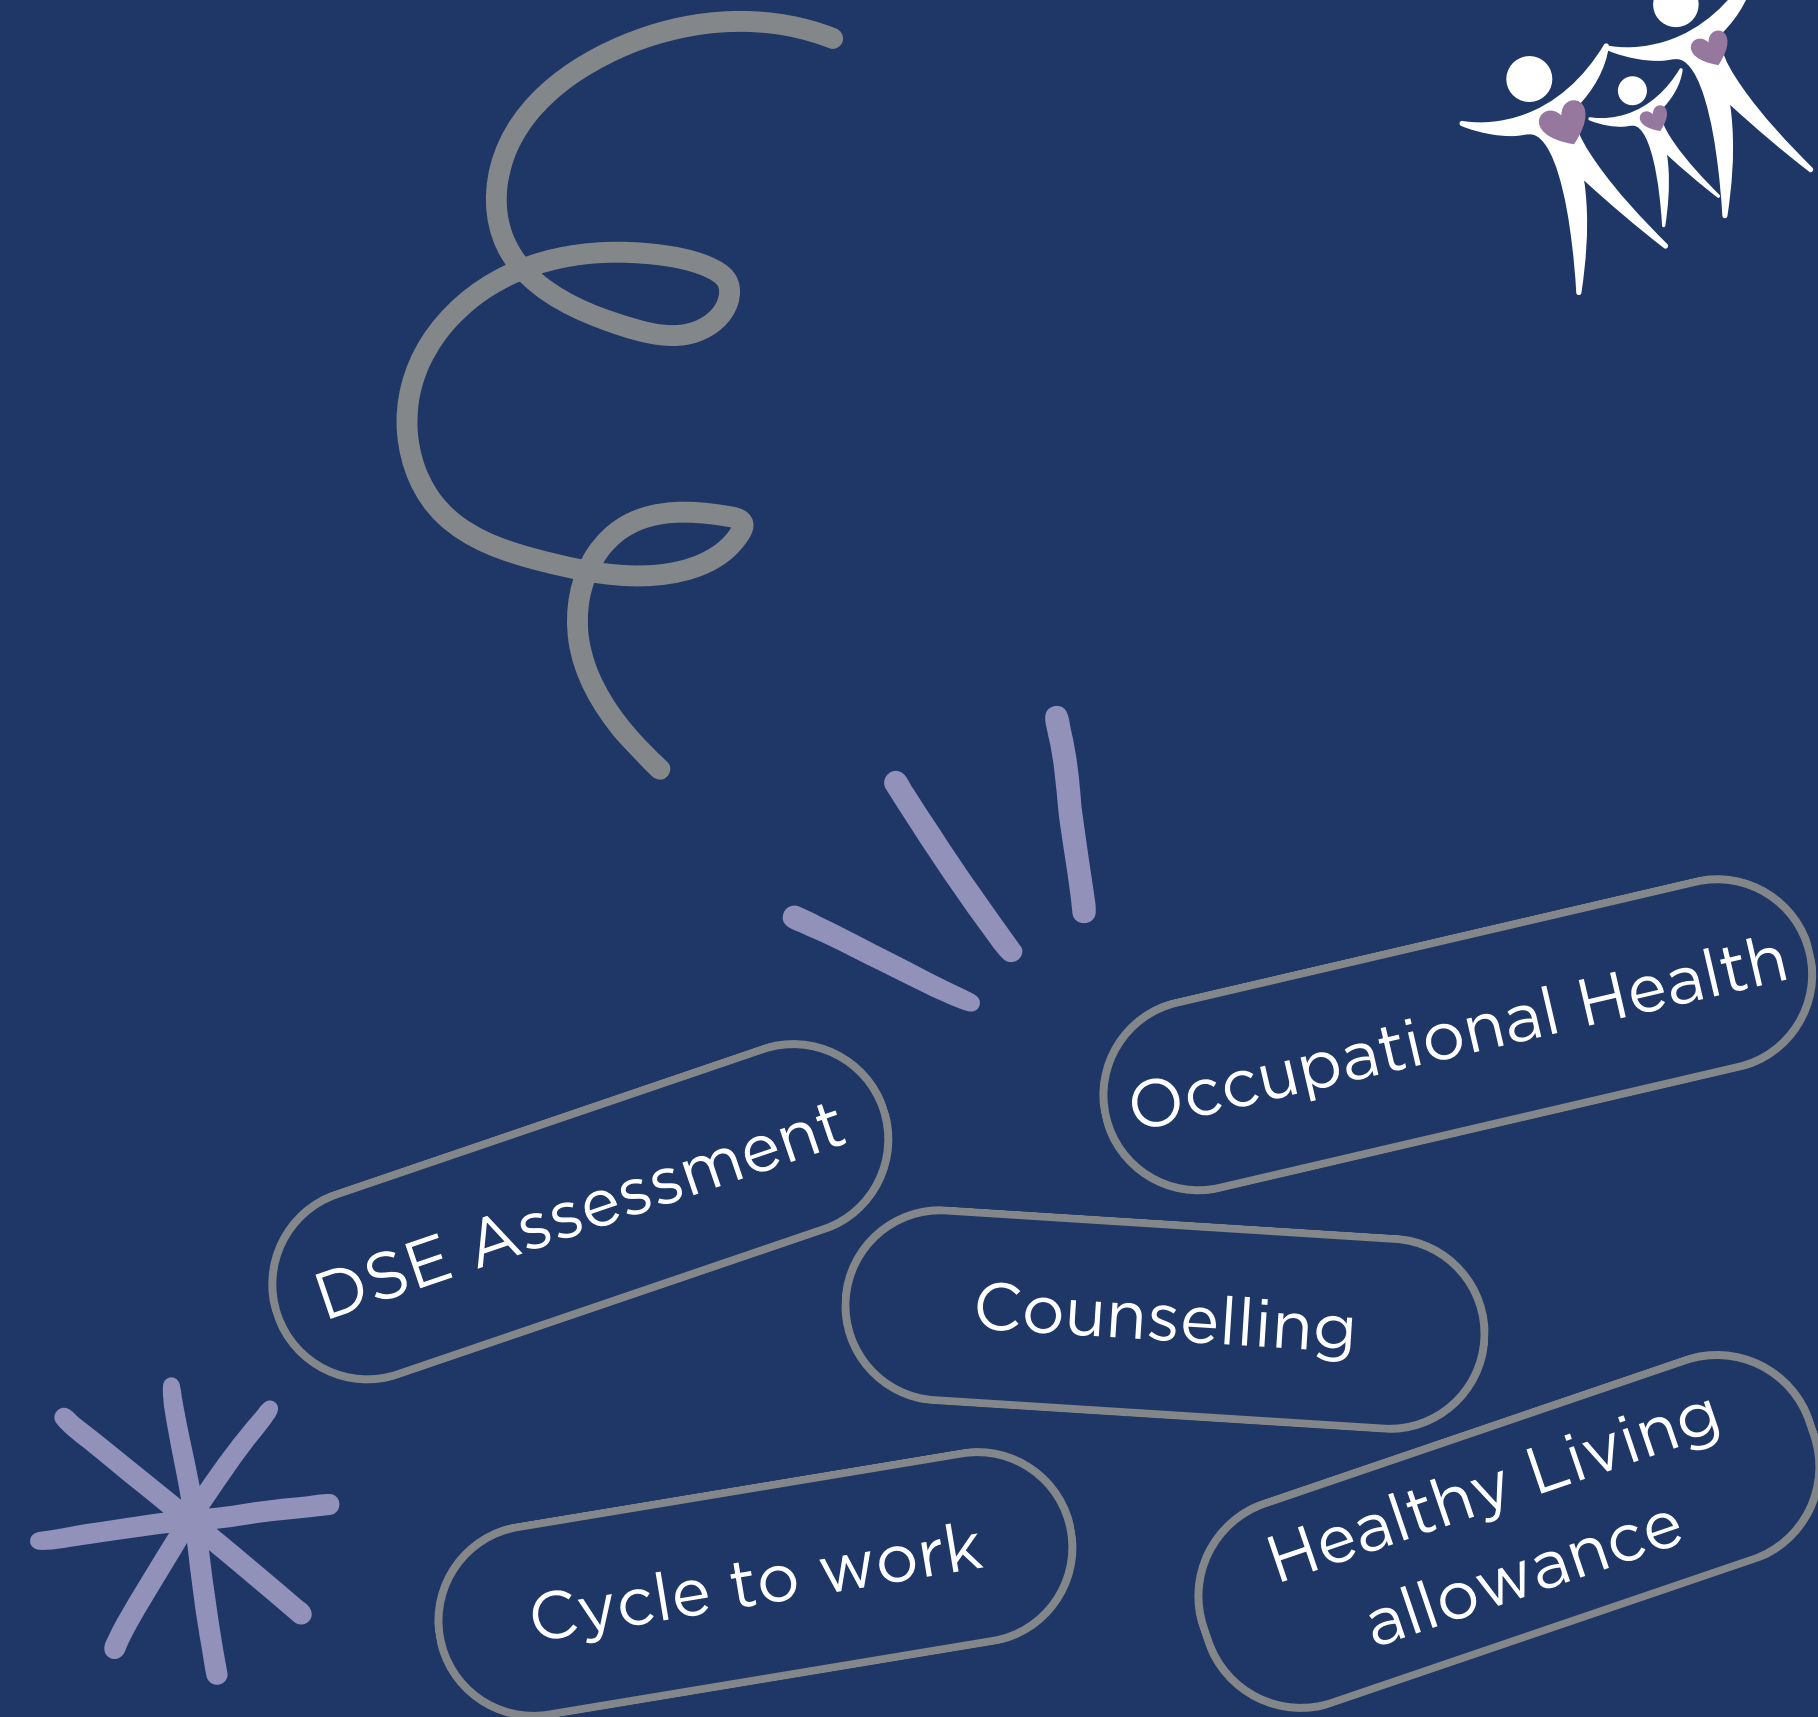 Occupational Health
DSE Assessment
Counselling
Healthy Living
allowance
Cycle to work